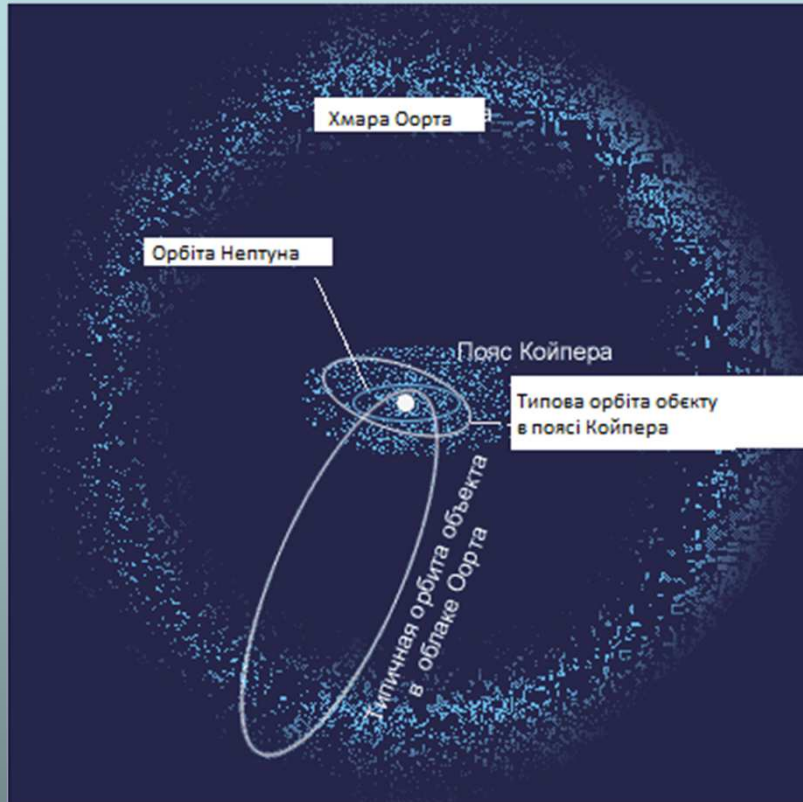 Хмара Оорта
Орбіта Нептуна
Пояс Койпера
Типова орбіта обєкту
в поясі Койпера
Типичная орбита объекта
в облаке Оорта